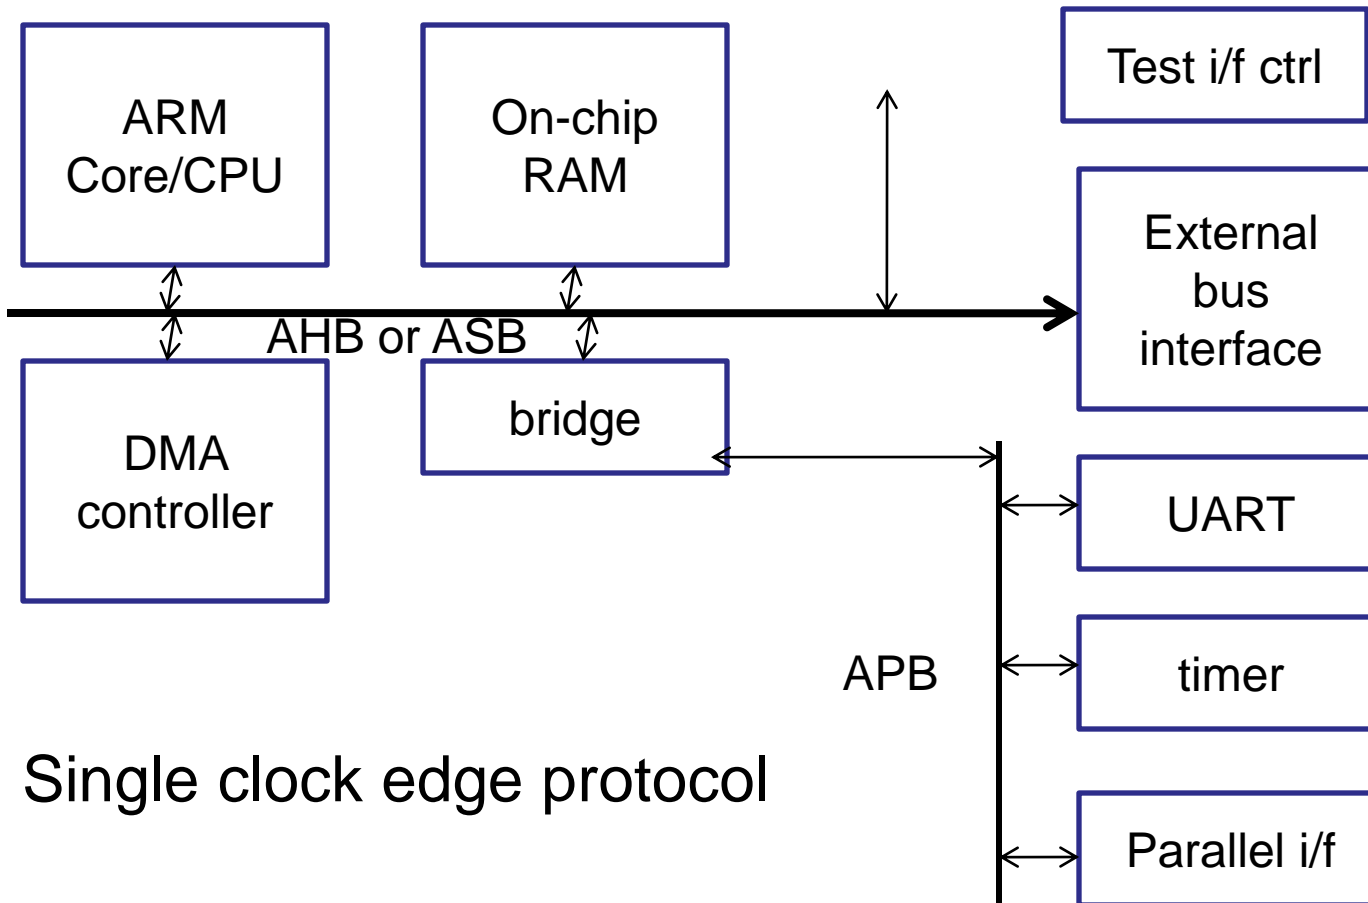 ARM
Core/CPU
On-chip
RAM
Test i/f ctrl
External
bus
interface
AHB or ASB
DMA
controller
bridge
UART
APB
timer
Single clock edge protocol
Parallel i/f